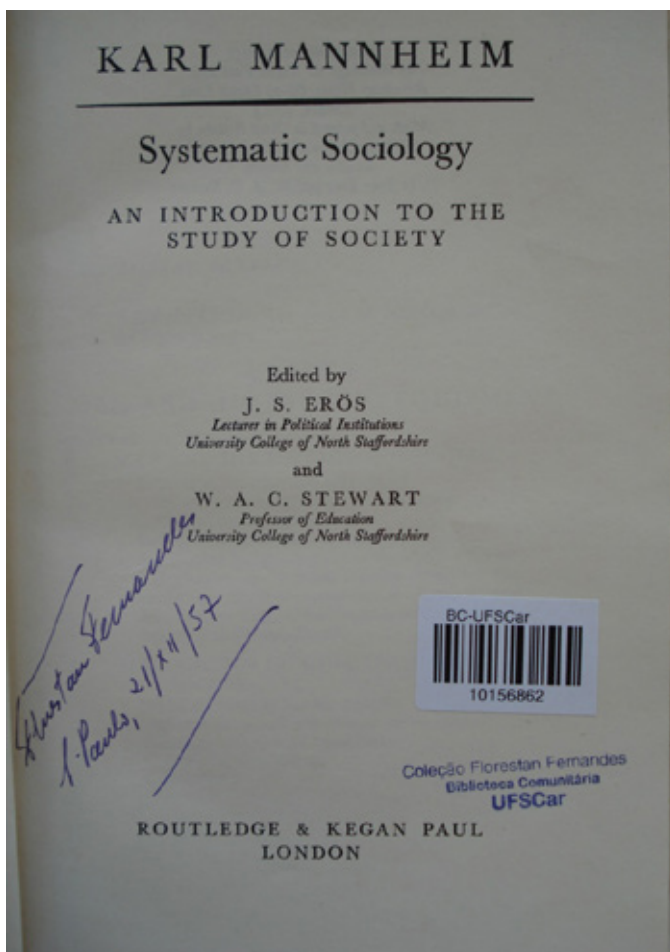 KARL MANNHEIM
Systematic Sociology
AN INTRODUCTION TO THE
STUDY OF SOCIETY
Edited by
J. S. ERÖS
Lecturer in Political Institutions
University College of North Staffordshire
and
W. A. C. STEWART
Professor of Education
University College of North Staffordshire
Florestan Fernandes
S. Paulo, 21/XII/57
BC-UFSCar
10156862
Coleção Florestan Fernandes
Biblioteca Comunitária
UFSCar
ROUTLEDGE & KEGAN PAUL
LONDON